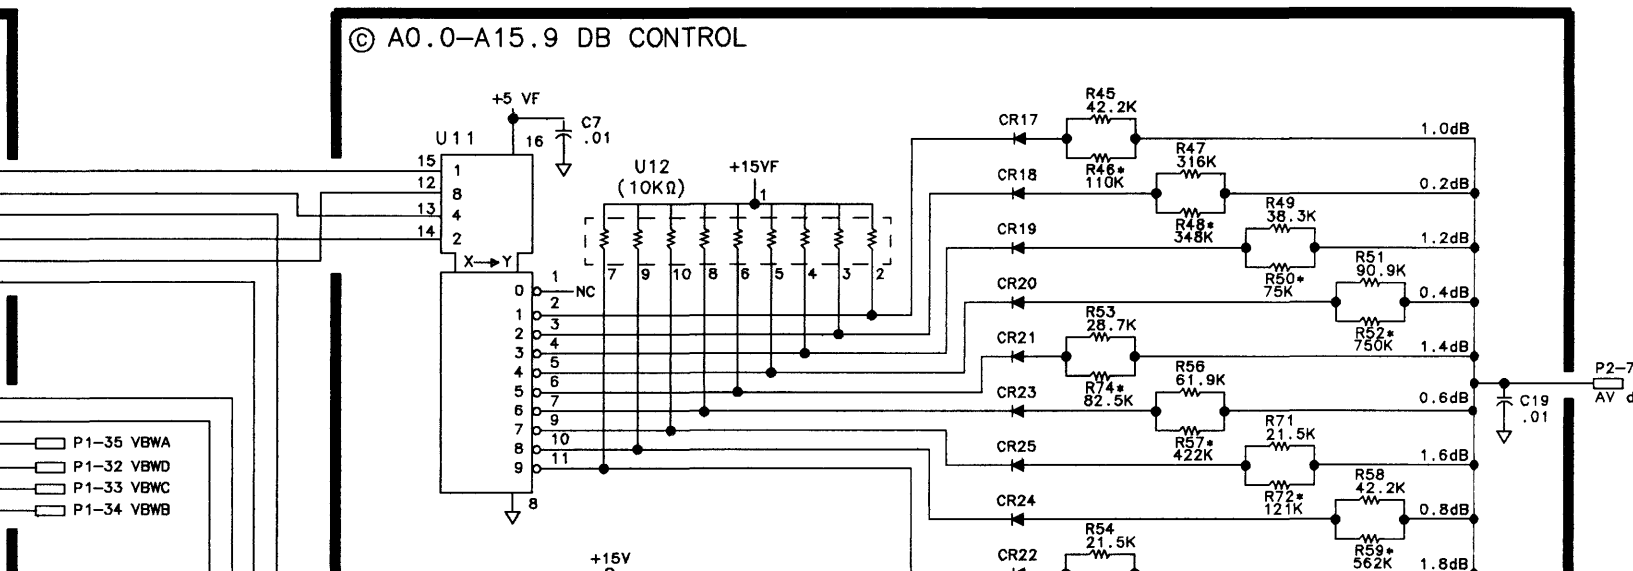 © A0.0-A15.9 DB CONTROL
+5 VF
U11
16
C7
.01
15
1
12
8
13
4
14
2
X→Y
U12
(10KΩ)
+15VF
1
7
9
10
8
6
5
4
3
2
0
1
NC
1
2
2
3
3
4
4
5
5
6
6
7
7
9
8
10
9
11
8
+15V
P1-35 VBWA
P1-32 VBWD
P1-33 VBWC
P1-34 VBWB
CR17
R45
42.2K
R46*
110K
1.0dB
CR18
R47
316K
R48*
348K
0.2dB
CR19
R49
38.3K
R50*
75K
1.2dB
CR20
R51
90.9K
R52*
750K
0.4dB
CR21
R53
28.7K
R74*
82.5K
1.4dB
CR23
R56
61.9K
R57*
422K
0.6dB
CR25
R71
21.5K
R72*
121K
1.6dB
CR24
R58
42.2K
R59*
562K
0.8dB
CR22
R54
21.5K
1.8dB
C19
.01
P2-7
AV d